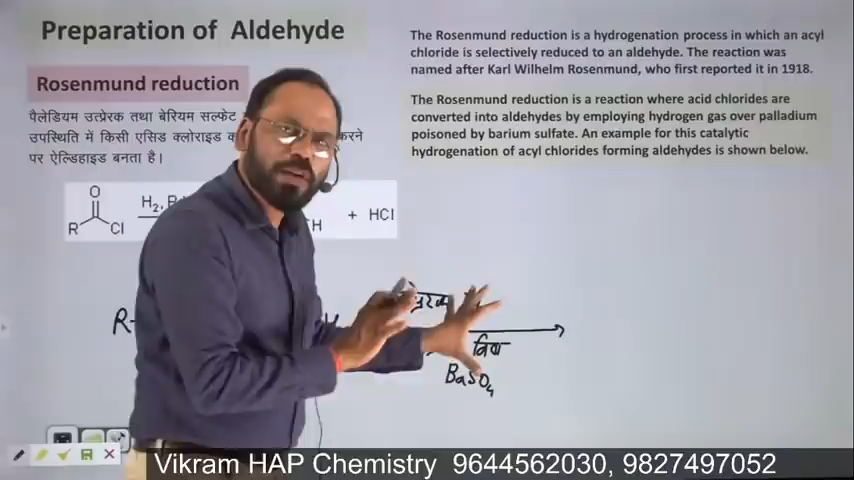 Preparation of Aldehyde
Rosenmund reduction
पैलेडियम उत्प्रेरक तथा बेरियम सल्फेट
उपस्थिति में किसी एसिड क्लोराइड करने
पर ऐल्डिहाइड बनता है।
The Rosenmund reduction is a hydrogenation process in which an acyl
chloride is selectively reduced to an aldehyde. The reaction was
named after Karl Wilhelm Rosenmund, who first reported it in 1918.
The Rosenmund reduction is a reaction where acid chlorides are
converted into aldehydes by employing hydrogen gas over palladium
poisoned by barium sulfate. An example for this catalytic
hydrogenation of acyl chlorides forming aldehydes is shown below.
O
H₂,
R Cl H + HCl
R-
विष
BaSO₄
Vikram HAP Chemistry 9644562030, 9827497052